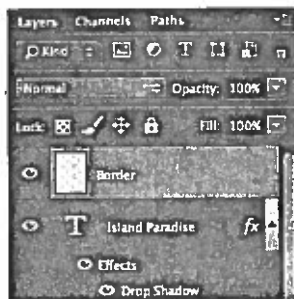 Layers Channels Paths
Kind
Normal Opacity: 100%
Lock: Fill: 100%
Border
T Island Paradise fx
Effects
Drop Shadow